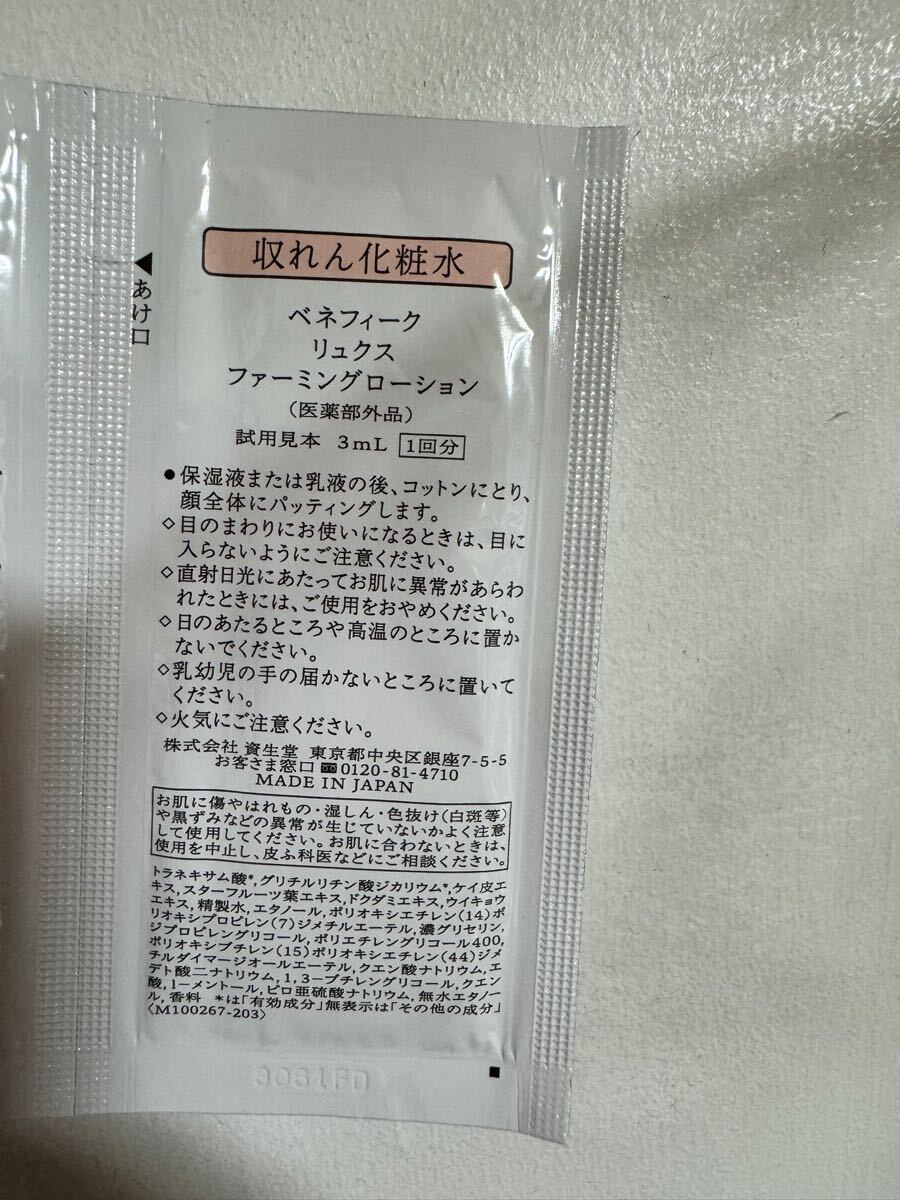 収れん化粧水
あけ口
ベネフィーク
リュクス
ファーミングローション
（医薬部外品）
試用見本 3mL 1回分
●保湿液または乳液の後、コットンにとり、
顔全体にパッティングします。
◇目のまわりにお使いになるときは、目に
入らないようにご注意ください。
◇直射日光にあたってお肌に異常があらわ
れたときには、ご使用をおやめください。
◇日のあたるところや高温のところに置か
ないでください。
◇乳幼児の手の届かないところに置いて
ください。
◇火気にご注意ください。
株式会社 資生堂 東京都中央区銀座7-5-5
お客さま窓口 0120-81-4710
MADE IN JAPAN
お肌に傷やはれもの・湿しん・色抜け（白斑等）
や黒ずみなどの異常が生じていないかよく注意
して使用してください。お肌に合わないときは、
使用を中止し、皮ふ科医などにご相談ください。
トラネキサム酸*,グリチルリチン酸ジカリウム*,ケイ皮エ
キス,スターフルーツ葉エキス,ドクダミエキス,ウイキョウ
エキス,精製水,エタノール,ポリオキシエチレン(14)ポ
リオキシプロピレン(7)ジメチルエーテル,濃グリセリン,
ジプロピレングリコール,ポリエチレングリコール400,
ポリオキシブチレン(15)ポリオキシエチレン(44)ジメ
チルダイマージオールエーテル,クエン酸ナトリウム,エ
デト酸二ナトリウム,1,3-ブチレングリコール,クエン
酸,l-メントール,ピロ亜硫酸ナトリウム,無水エタノー
ル,香料 *は「有効成分」無表示は「その他の成分」
〈M100267-203〉